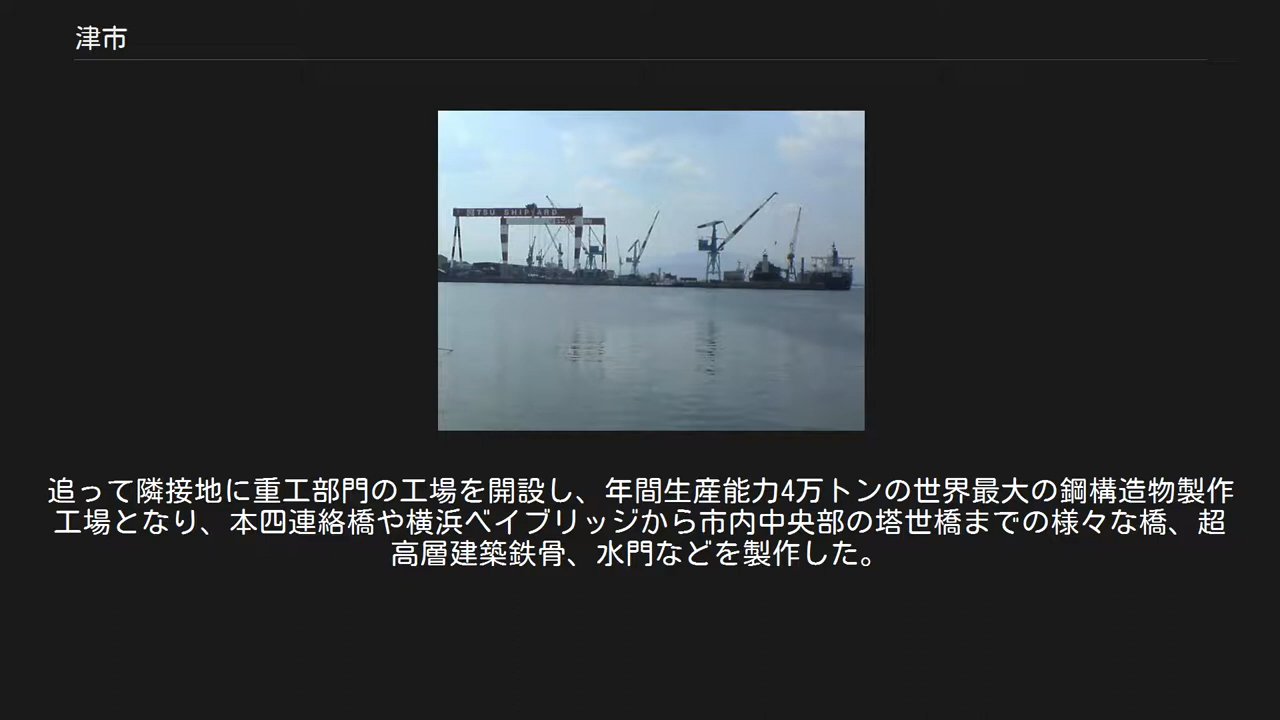 津市
TSU SHIPYARD
追って隣接地に重工部門の工場を開設し、年間生産能力4万トンの世界最大の鋼構造物製作
工場となり、本四連絡橋や横浜ベイブリッジから市内中央部の塔世橋までの様々な橋、超
高層建築鉄骨、水門などを製作した。